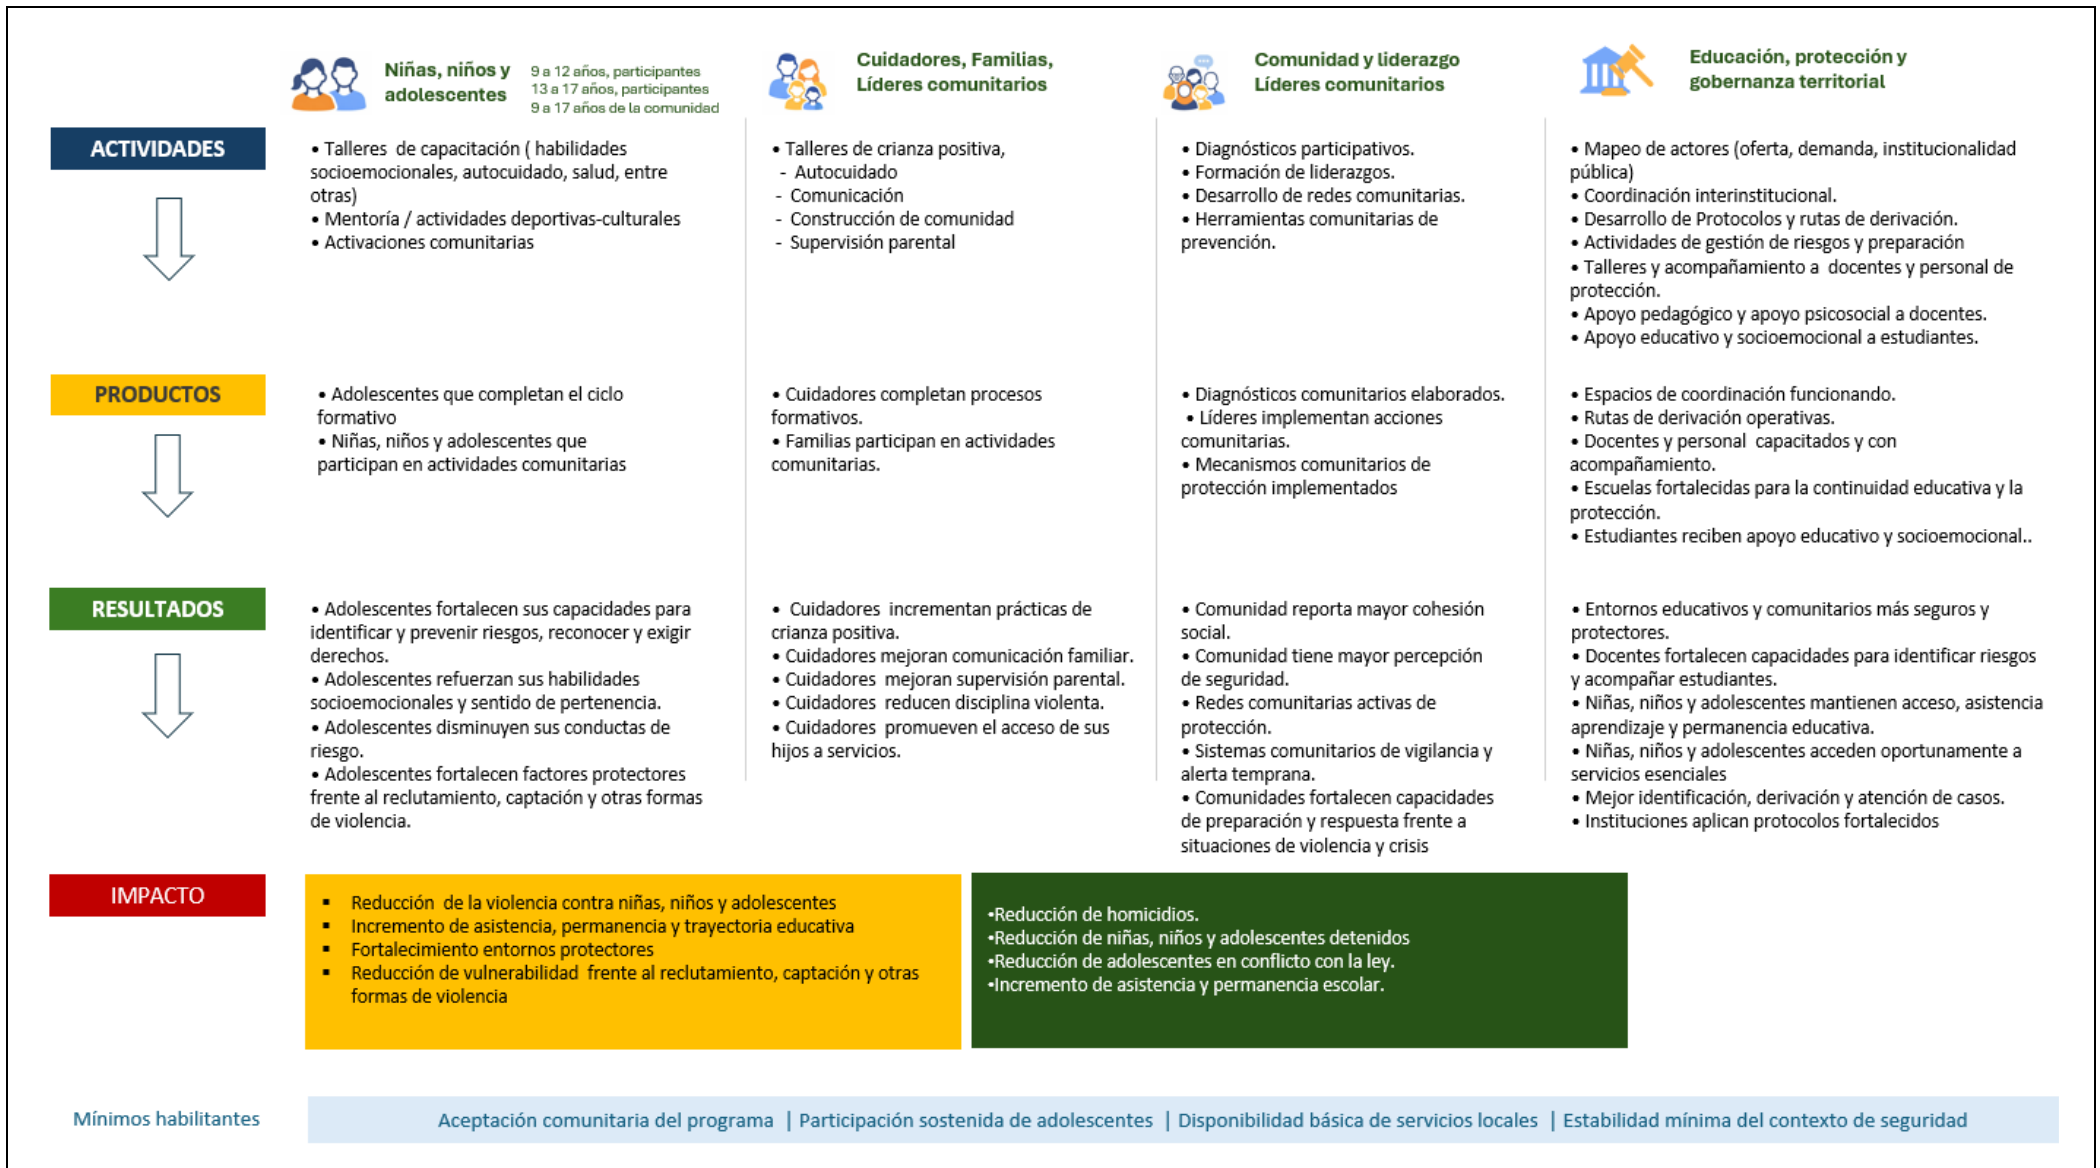 Niñas, niños y
adolescentes
9 a 12 años, participantes
13 a 17 años, participantes
9 a 17 años de la comunidad
Cuidadores, Familias,
Líderes comunitarios
Comunidad y liderazgo
Líderes comunitarios
Educación, protección y
gobernanza territorial
ACTIVIDADES
• Talleres de capacitación ( habilidades
socioemocionales, autocuidado, salud, entre
otras)
• Mentoría / actividades deportivas-culturales
• Activaciones comunitarias
• Talleres de crianza positiva,
- Autocuidado
- Comunicación
- Construcción de comunidad
- Supervisión parental
• Diagnósticos participativos.
• Formación de liderazgos.
• Desarrollo de redes comunitarias.
• Herramientas comunitarias de
prevención.
• Mapeo de actores (oferta, demanda, institucionalidad
pública)
• Coordinación interinstitucional.
• Desarrollo de Protocolos y rutas de derivación.
• Actividades de gestión de riesgos y preparación
• Talleres y acompañamiento a docentes y personal de
protección.
• Apoyo pedagógico y apoyo psicosocial a docentes.
• Apoyo educativo y socioemocional a estudiantes.
PRODUCTOS
• Adolescentes que completan el ciclo
formativo
• Niñas, niños y adolescentes que
participan en actividades comunitarias
• Cuidadores completan procesos
formativos.
• Familias participan en actividades
comunitarias.
• Diagnósticos comunitarios elaborados.
• Líderes implementan acciones
comunitarias.
• Mecanismos comunitarios de
protección implementados
• Espacios de coordinación funcionando.
• Rutas de derivación operativas.
• Docentes y personal capacitados y con
acompañamiento.
• Escuelas fortalecidas para la continuidad educativa y la
protección.
• Estudiantes reciben apoyo educativo y socioemocional..
RESULTADOS
• Adolescentes fortalecen sus capacidades para
identificar y prevenir riesgos, reconocer y exigir
derechos.
• Adolescentes refuerzan sus habilidades
socioemocionales y sentido de pertenencia.
• Adolescentes disminuyen sus conductas de
riesgo.
• Adolescentes fortalecen factores protectores
frente al reclutamiento, captación y otras formas
de violencia.
• Cuidadores incrementan prácticas de
crianza positiva.
• Cuidadores mejoran comunicación familiar.
• Cuidadores mejoran supervisión parental.
• Cuidadores reducen disciplina violenta.
• Cuidadores promueven el acceso de sus
hijos a servicios.
• Comunidad reporta mayor cohesión
social.
• Comunidad tiene mayor percepción
de seguridad.
• Redes comunitarias activas de
protección.
• Sistemas comunitarios de vigilancia y
alerta temprana.
• Comunidades fortalecen capacidades
de preparación y respuesta frente a
situaciones de violencia y crisis
• Entornos educativos y comunitarios más seguros y
protectores.
• Docentes fortalecen capacidades para identificar riesgos
y acompañar estudiantes.
• Niñas, niños y adolescentes mantienen acceso, asistencia
aprendizaje y permanencia educativa.
• Niñas, niños y adolescentes acceden oportunamente a
servicios esenciales
• Mejor identificación, derivación y atención de casos.
• Instituciones aplican protocolos fortalecidos
IMPACTO
▪ Reducción de la violencia contra niñas, niños y adolescentes
▪ Incremento de asistencia, permanencia y trayectoria educativa
▪ Fortalecimiento entornos protectores
▪ Reducción de vulnerabilidad frente al reclutamiento, captación y otras
formas de violencia
•Reducción de homicidios.
•Reducción de niñas, niños y adolescentes detenidos
•Reducción de adolescentes en conflicto con la ley.
•Incremento de asistencia y permanencia escolar.
Mínimos habilitantes
Aceptación comunitaria del programa | Participación sostenida de adolescentes | Disponibilidad básica de servicios locales | Estabilidad mínima del contexto de seguridad